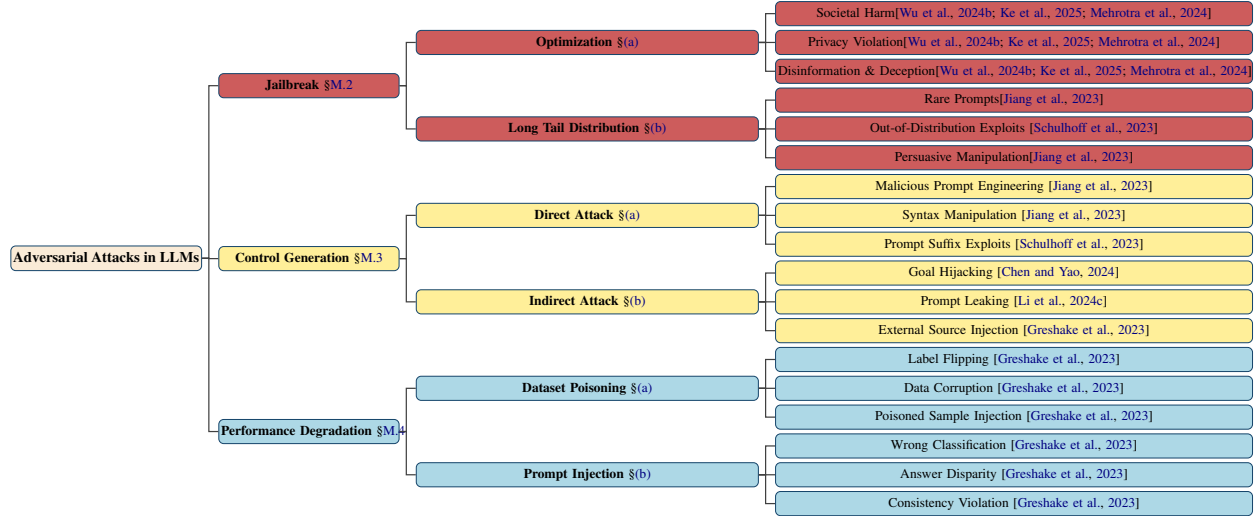 Adversarial Attacks in LLMs
Jailbreak §M.2
Optimization §(a)
Societal Harm[Wu et al., 2024b; Ke et al., 2025; Mehrotra et al., 2024]
Privacy Violation[Wu et al., 2024b; Ke et al., 2025; Mehrotra et al., 2024]
Disinformation & Deception[Wu et al., 2024b; Ke et al., 2025; Mehrotra et al., 2024]
Long Tail Distribution §(b)
Rare Prompts[Jiang et al., 2023]
Out-of-Distribution Exploits [Schulhoff et al., 2023]
Persuasive Manipulation[Jiang et al., 2023]
Control Generation §M.3
Direct Attack §(a)
Malicious Prompt Engineering [Jiang et al., 2023]
Syntax Manipulation [Jiang et al., 2023]
Prompt Suffix Exploits [Schulhoff et al., 2023]
Indirect Attack §(b)
Goal Hijacking [Chen and Yao, 2024]
Prompt Leaking [Li et al., 2024c]
External Source Injection [Greshake et al., 2023]
Performance Degradation §M.4
Dataset Poisoning §(a)
Label Flipping [Greshake et al., 2023]
Data Corruption [Greshake et al., 2023]
Poisoned Sample Injection [Greshake et al., 2023]
Prompt Injection §(b)
Wrong Classification [Greshake et al., 2023]
Answer Disparity [Greshake et al., 2023]
Consistency Violation [Greshake et al., 2023]